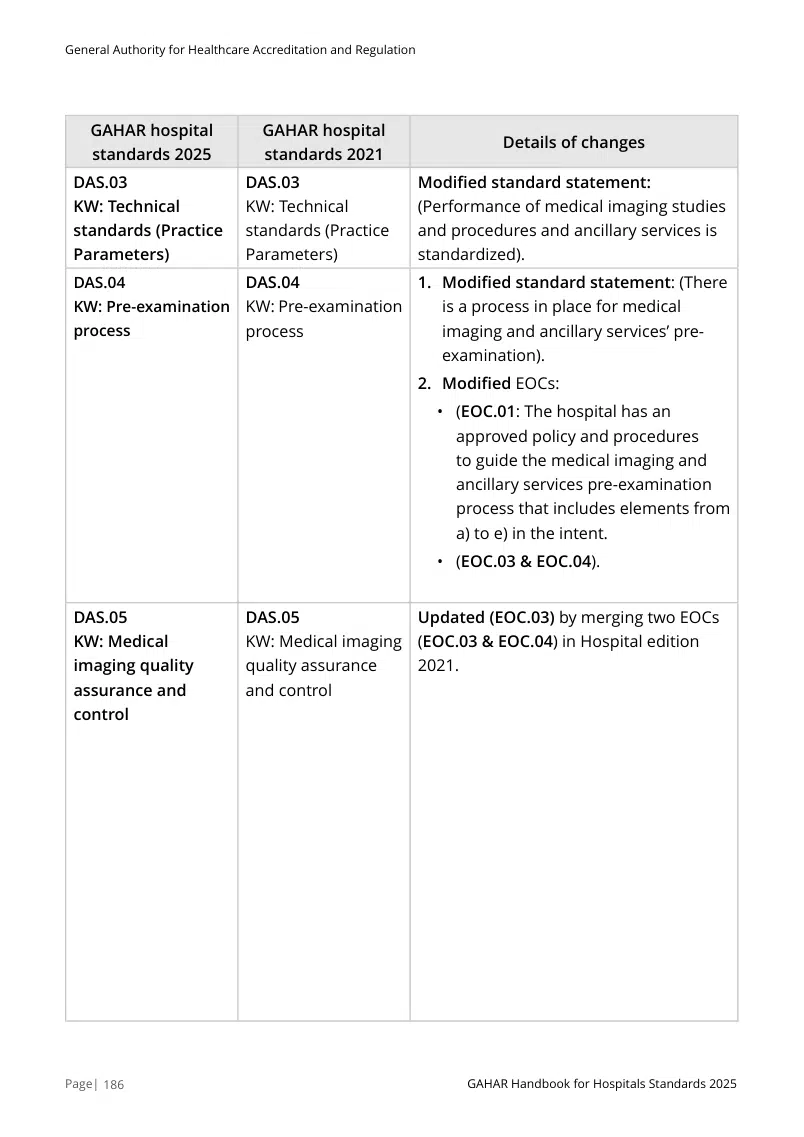 General Authority for Healthcare Accreditation and Regulation
GAHAR hospital
standards 2025
GAHAR hospital
standards 2021
Details of changes
DAS.03
KW: Technical
standards (Practice
Parameters)
DAS.03
KW: Technical
standards (Practice
Parameters)
Modified standard statement:
(Performance of medical imaging studies
and procedures and ancillary services is
standardized).
DAS.04
KW: Pre-examination
process
DAS.04
KW: Pre-examination
process
1. Modified standard statement: (There
is a process in place for medical
imaging and ancillary services’ pre-
examination).
2. Modified EOCs:
• (EOC.01: The hospital has an
approved policy and procedures
to guide the medical imaging and
ancillary services pre-examination
process that includes elements from
a) to e) in the intent.
• (EOC.03 & EOC.04).
DAS.05
KW: Medical
imaging quality
assurance and
control
DAS.05
KW: Medical imaging
quality assurance
and control
Updated (EOC.03) by merging two EOCs
(EOC.03 & EOC.04) in Hospital edition
2021.
Page| 186
GAHAR Handbook for Hospitals Standards 2025